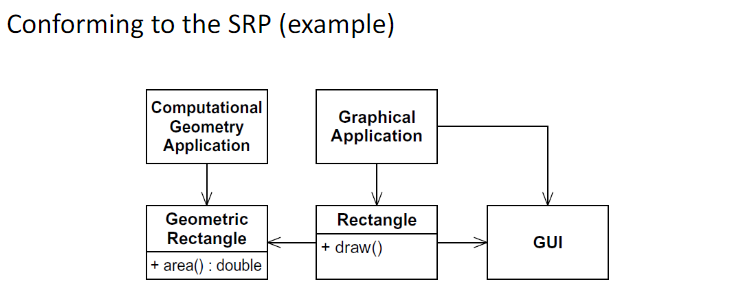 Conforming to the SRP (example)
Computational
Geometry
Application
Graphical
Application
Geometric
Rectangle
+ area() : double
Rectangle
+ draw()
GUI